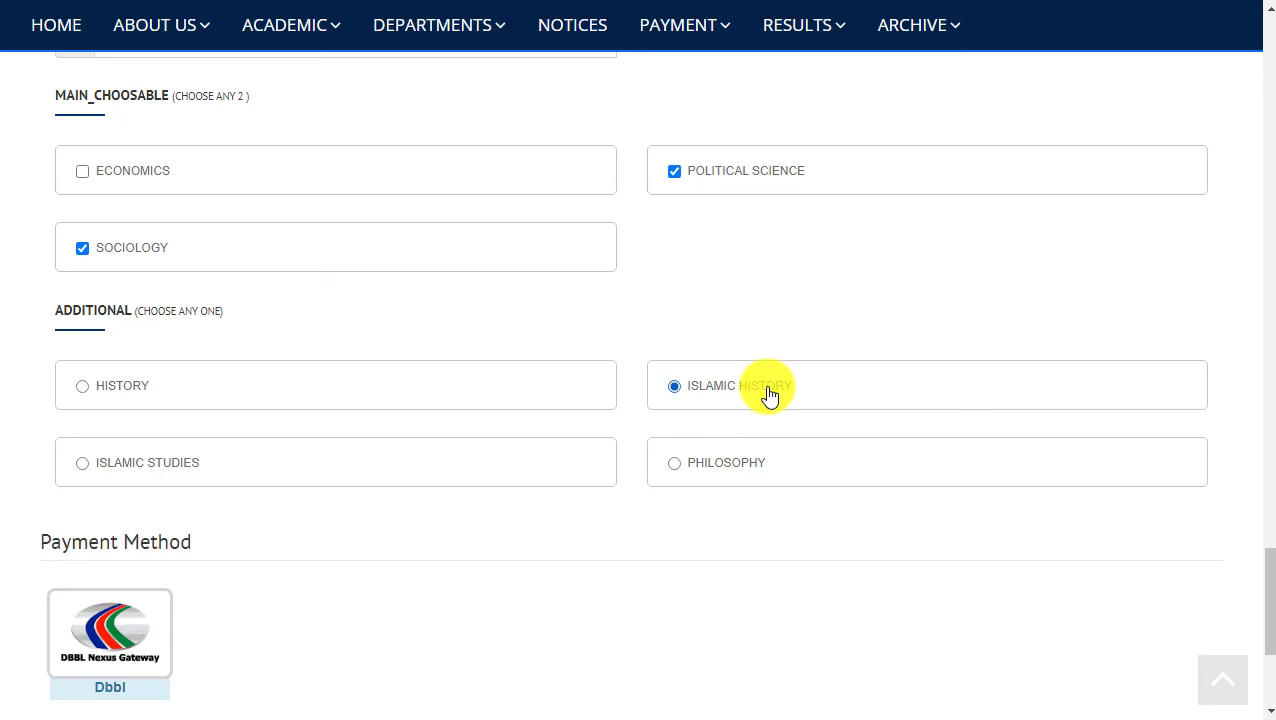 HOME ABOUT US ACADEMIC DEPARTMENTS NOTICES PAYMENT RESULTS ARCHIVE
MAIN_CHOOSABLE (CHOOSE ANY 2 )
ECONOMICS POLITICAL SCIENCE
SOCIOLOGY
ADDITIONAL (CHOOSE ANY ONE)
HISTORY ISLAMIC HISTORY
ISLAMIC STUDIES PHILOSOPHY
Payment Method
DBBL Nexus Gateway
Dbbl